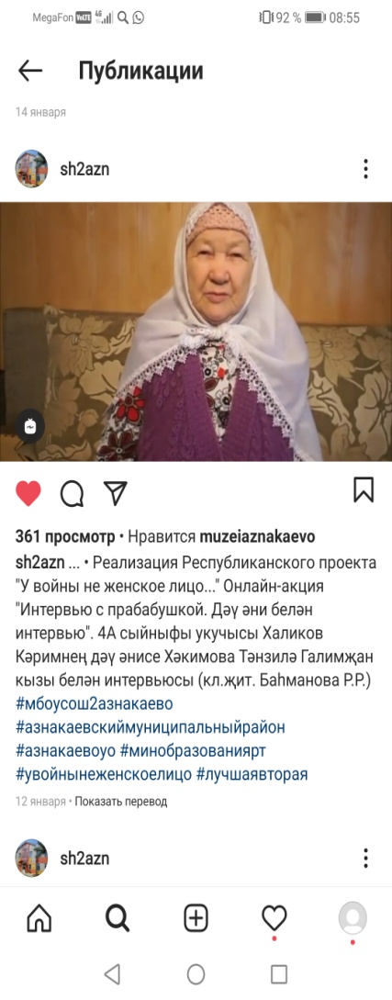 MegaFon VoLTE 4G 92 % 08:55
Публикации
14 января
sh2azn
361 просмотр • Нравится muzeiaznakaevo
sh2azn ... • Реализация Республиканского проекта
"У войны не женское лицо..." Онлайн-акция
"Интервью с прабабушкой. Дәү әни белән
интервью". 4А сыйныфы укучысы Халиков
Кәримнең дәү әнисе Хәкимова Тәнзилә Галимҗан
кызы белән интервьюсы (кл.җит. Баһманова Р.Р.)
#мбоусош2азнакаево
#азнакаевскиймуниципальныйрайон
#азнакаевоуо #минобразованиярт
#увойнынеженскоелицо #лучшаявторая
12 января • Показать перевод
sh2azn